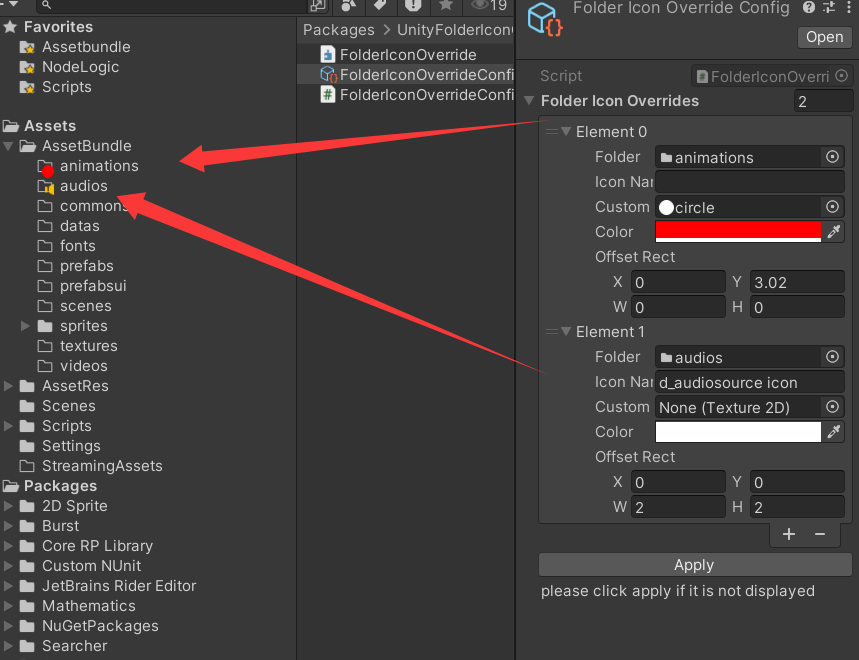 19
Favorites
Assetbundle
NodeLogic
Scripts
Assets
AssetBundle
animations
audios
commons
datas
fonts
prefabs
prefabsui
scenes
sprites
textures
videos
AssetRes
Scenes
Scripts
Settings
StreamingAssets
Packages
2D Sprite
Burst
Core RP Library
Custom NUnit
JetBrains Rider Editor
Mathematics
NuGetPackages
Searcher
Packages > UnityFolderIcon
FolderIconOverride
FolderIconOverrideConfi
FolderIconOverrideConfi
Folder Icon Override Config
Open
Script FolderIconOverri
Folder Icon Overrides 2
Element 0
Folder animations
Icon Nar
Custom circle
Color
Offset Rect
X 0 Y 3.02
W 0 H 0
Element 1
Folder audios
Icon Nar d_audiosource icon
Custom None (Texture 2D)
Color
Offset Rect
X 0 Y 0
W 2 H 2
+ −
Apply
please click apply if it is not displayed